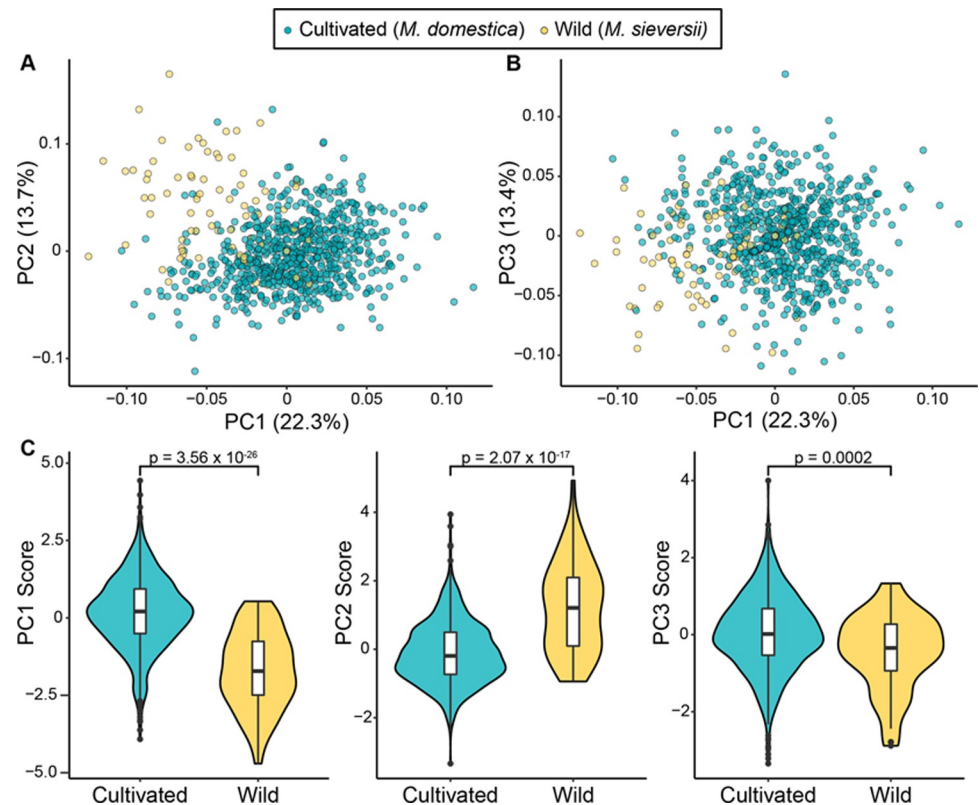 Cultivated (M. domestica) Wild (M. sieversii)
A
B
PC2 (13.7%)
0.1
0
−0.1
−0.10 −0.05 0 0.05 0.10
PC1 (22.3%)
PC3 (13.4%)
0.10
0.05
0
−0.05
−0.10
−0.10 −0.05 0 0.05 0.10
PC1 (22.3%)
C
PC1 Score
5.0
2.5
0
−2.5
−5.0
p = 3.56 x 10-26
Cultivated Wild
PC2 Score
4
2
0
−2
p = 2.07 x 10-17
Cultivated Wild
PC3 Score
4
2
0
−2
p = 0.0002
Cultivated Wild